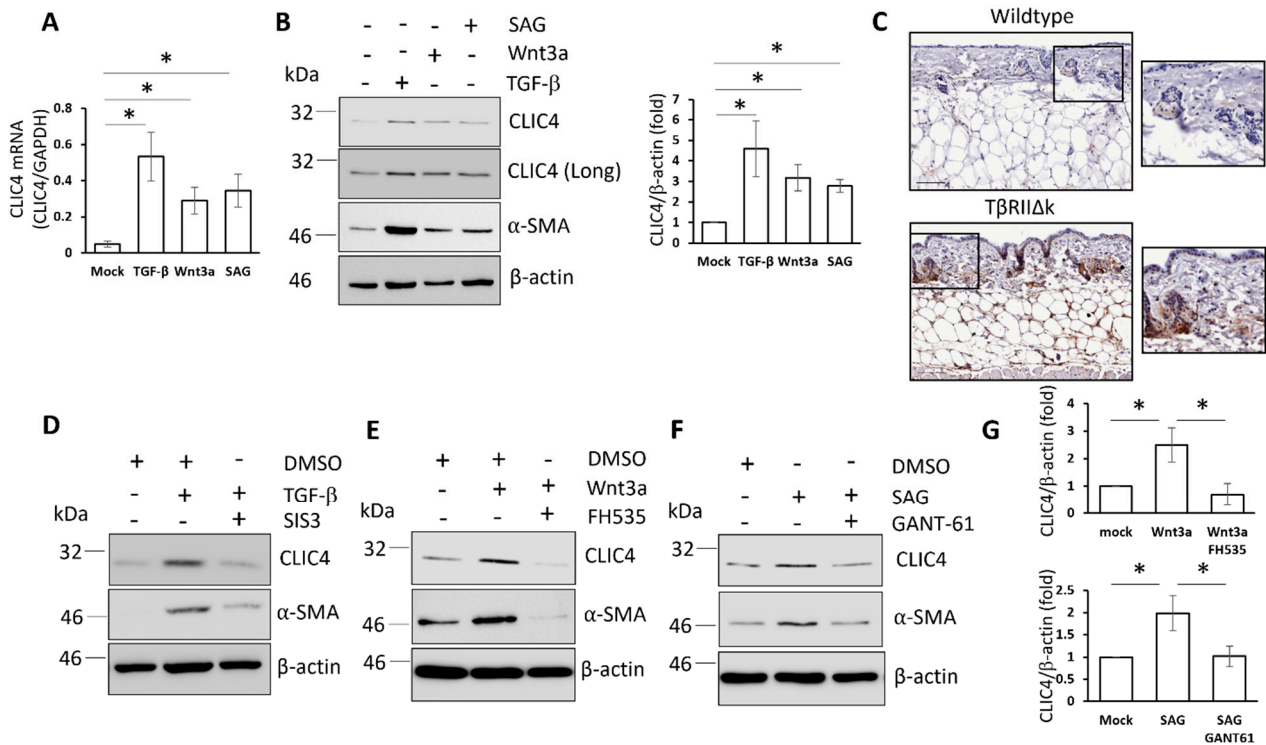 A
*
*
*
CLIC4 mRNA
(CLIC4/GAPDH)
0.8
0.6
0.4
0.2
0
Mock TGF-β Wnt3a SAG
B
- - - + SAG
- - + - Wnt3a
- + - - TGF-β
kDa
32
CLIC4
32
CLIC4 (Long)
46
α-SMA
46
β-actin
*
*
*
CLIC4/β-actin (fold)
7
6
5
4
3
2
1
0
Mock TGF-β Wnt3a SAG
C
Wildtype
TβRIIΔk
D
+ + - DMSO
- + + TGF-β
- - + SIS3
kDa
32
CLIC4
46
α-SMA
46
β-actin
E
+ + - DMSO
- + + Wnt3a
- - + FH535
kDa
32
CLIC4
46
α-SMA
46
β-actin
F
+ - - DMSO
- + + SAG
- - + GANT-61
kDa
32
CLIC4
46
α-SMA
46
β-actin
G
* *
CLIC4/β-actin (fold)
4
3
2
1
0
mock Wnt3a Wnt3a
FH535
* *
CLIC4/β-actin (fold)
2.5
2
1.5
1
0.5
0
Mock SAG SAG
GANT61